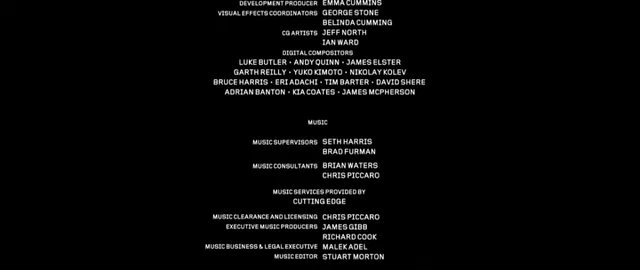 DEVELOPMENT PRODUCER EMMA CUMMINS
VISUAL EFFECTS COORDINATORS GEORGE STONE
BELINDA CUMMING
CG ARTISTS JEFF NORTH
IAN WARD
DIGITAL COMPOSITORS
LUKE BUTLER • ANDY QUINN • JAMES ELSTER
GARTH REILLY • YUKO KIMOTO • NIKOLAY KOLEV
BRUCE HARRIS • ERI ADACHI • TIM BARTER • DAVID SHERE
ADRIAN BANTON • KIA COATES • JAMES MCPHERSON
MUSIC
MUSIC SUPERVISORS SETH HARRIS
BRAD FURMAN
MUSIC CONSULTANTS BRIAN WATERS
CHRIS PICCARO
MUSIC SERVICES PROVIDED BY
CUTTING EDGE
MUSIC CLEARANCE AND LICENSING CHRIS PICCARO
EXECUTIVE MUSIC PRODUCERS JAMES GIBB
RICHARD COOK
MUSIC BUSINESS & LEGAL EXECUTIVE MALEK ADEL
MUSIC EDITOR STUART MORTON